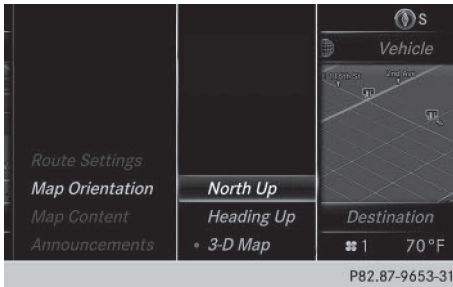 S
Vehicle
2nd Ave
Route Settings
Map Orientation
North Up
Map Content
Heading Up
Destination
Announcements
• 3-D Map
1
70°F
P82.87-9653-31